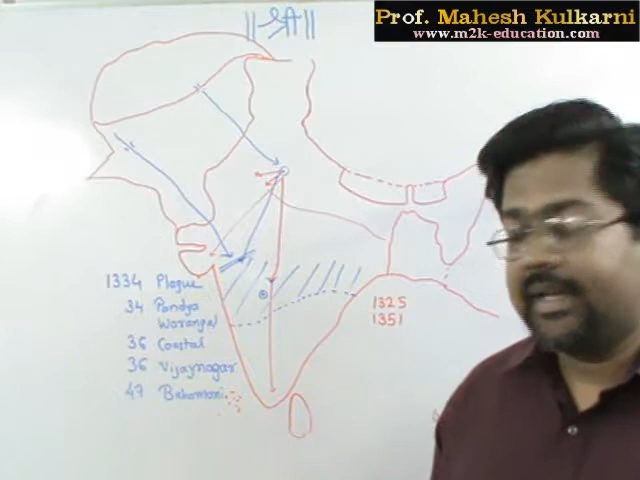 Prof. Mahesh Kulkarni
www.m2k-education.com
|| श्री ||
1334 Plague
34 Pandya
Warangal
36 Coastal
36 Vijaynagar
47 Bahamani
1325
1351